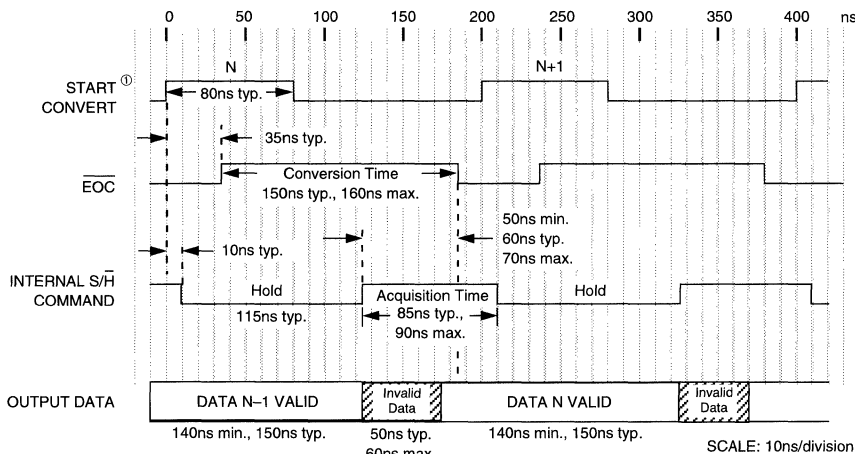 0 50 100 150 200 250 300 350 400 ns
N N+1
START ①
CONVERT
80ns typ.
35ns typ.
EOC
Conversion Time
150ns typ., 160ns max.
50ns min.
60ns typ.
70ns max.
10ns typ.
INTERNAL S/H
COMMAND
Hold
115ns typ.
Acquisition Time
85ns typ.,
90ns max.
Hold
OUTPUT DATA
DATA N–1 VALID
Invalid
Data
DATA N VALID
Invalid
Data
140ns min., 150ns typ.
50ns typ.
60ns max.
140ns min., 150ns typ.
SCALE: 10ns/division